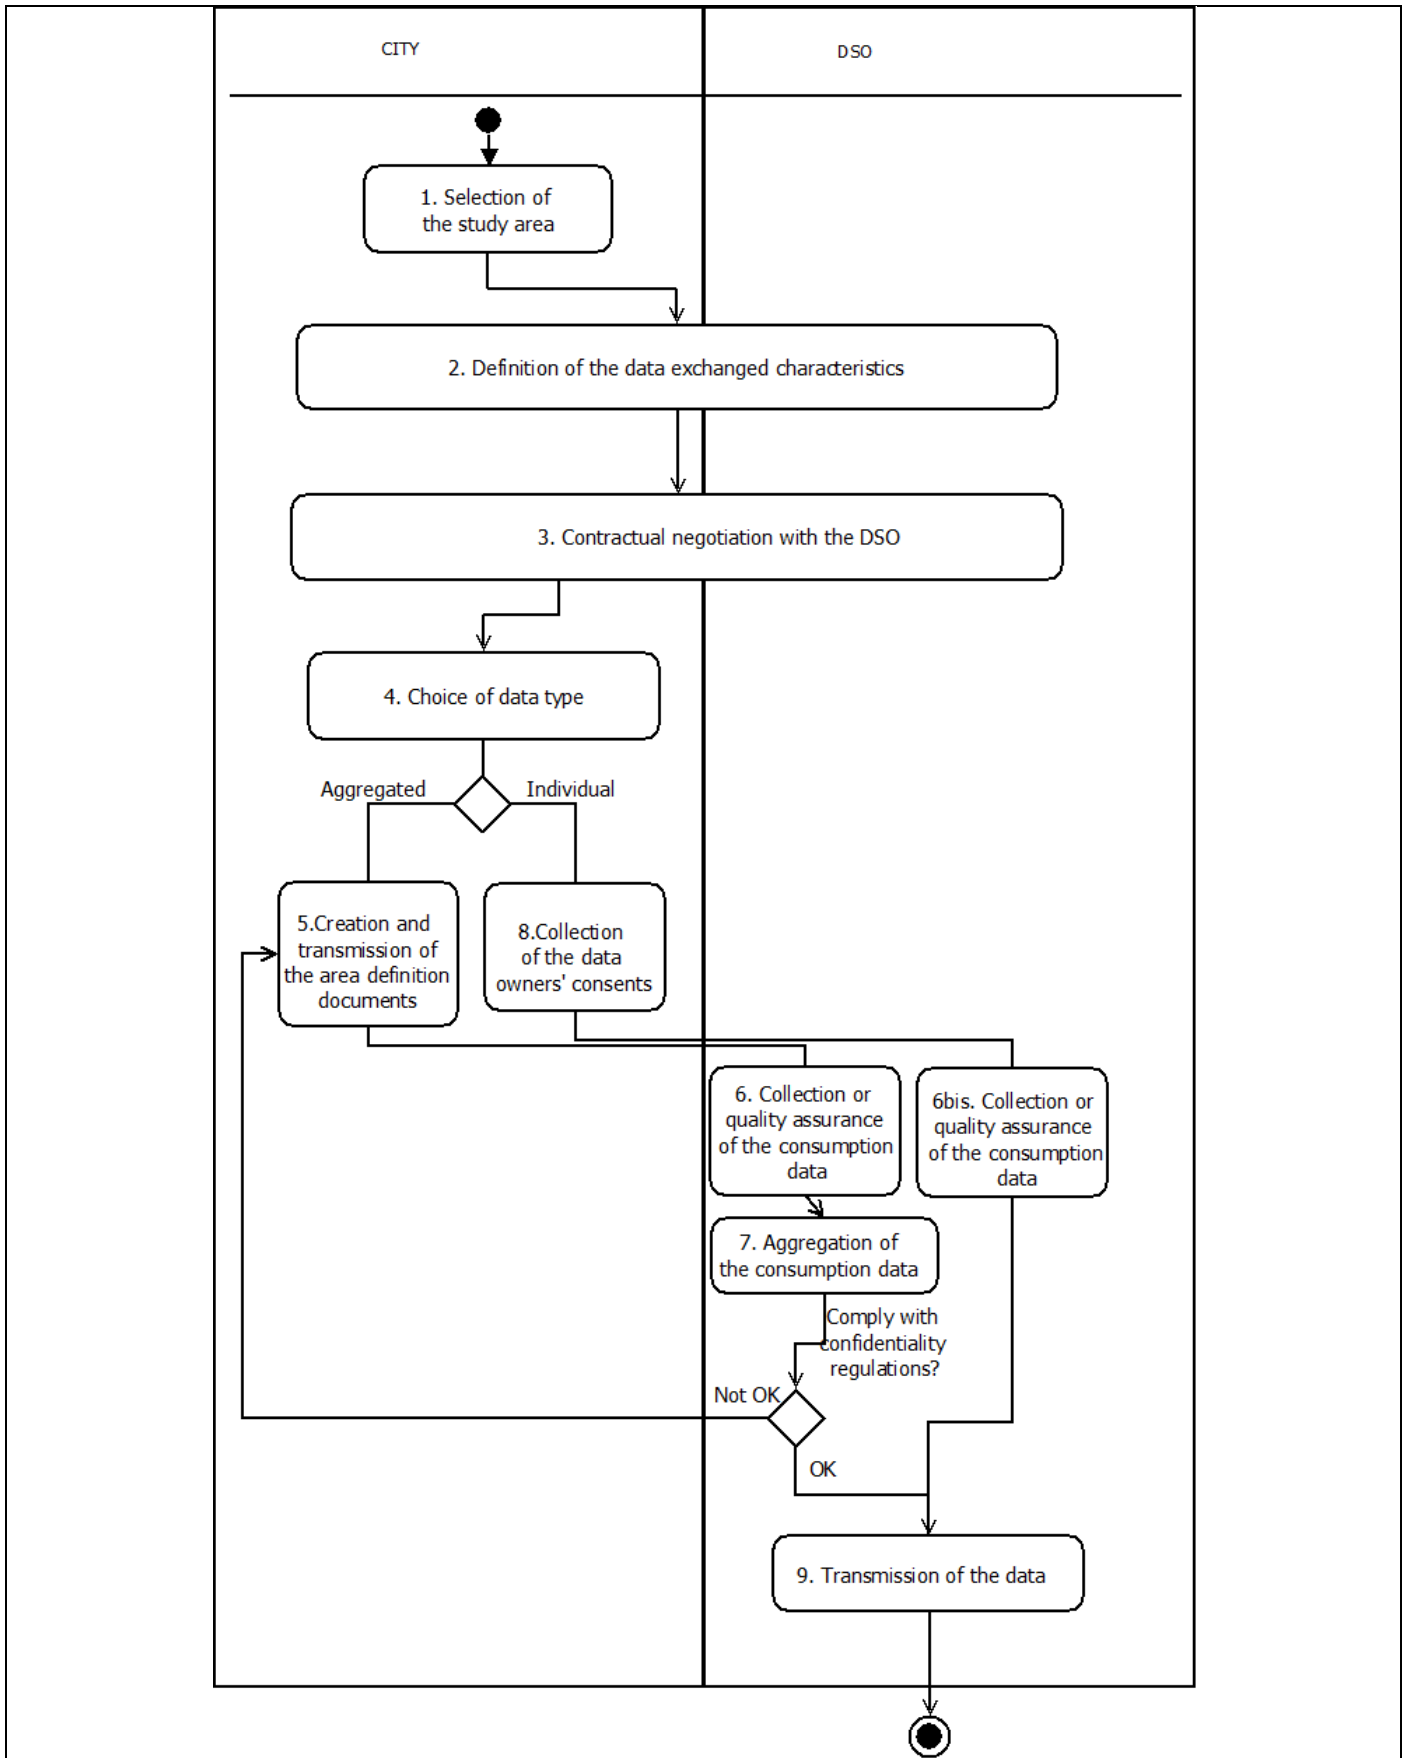 CITY
DSO
1. Selection of
the study area
2. Definition of the data exchanged characteristics
3. Contractual negotiation with the DSO
4. Choice of data type
Aggregated
Individual
5.Creation and
transmission of
the area definition
documents
8.Collection
of the data
owners' consents
6. Collection or
quality assurance
of the consumption
data
6bis. Collection or
quality assurance
of the consumption
data
7. Aggregation of
the consumption data
Comply with
confidentiality
regulations?
Not OK
OK
9. Transmission of the data